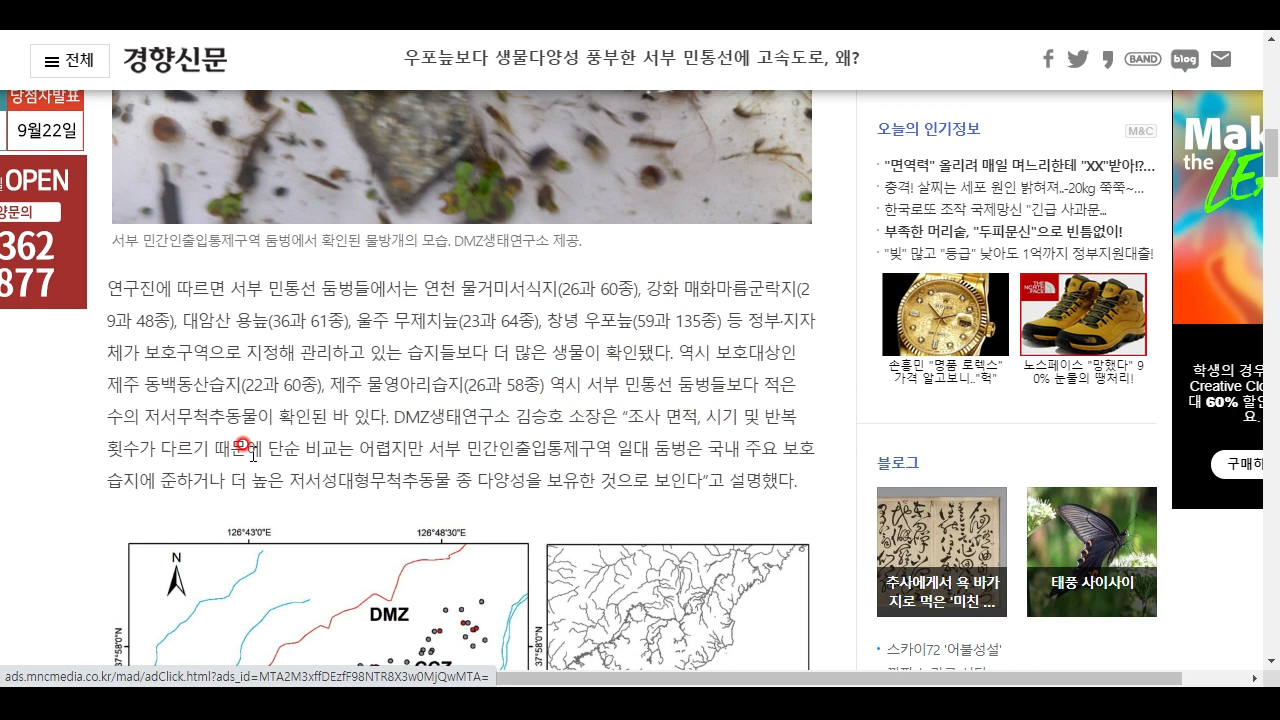 전체
경향신문
우포늪보다 생물다양성 풍부한 서부 민통선에 고속도로, 왜?
BAND
blog
당첨자발표
9월22일
OPEN
362
877
서부 민간인출입통제구역 둠벙에서 확인된 물방개의 모습. DMZ생태연구소 제공.
연구진에 따르면 서부 민통선 둠벙들에서는 연천 물거미서식지(26과 60종), 강화 매화마름군락지(2
9과 48종), 대암산 용늪(36과 61종), 울주 무제치늪(23과 64종), 창녕 우포늪(59과 135종) 등 정부·지자
체가 보호구역으로 지정해 관리하고 있는 습지들보다 더 많은 생물이 확인됐다. 역시 보호대상인
제주 동백동산습지(22과 60종), 제주 물영아리습지(26과 58종) 역시 서부 민통선 둠벙들보다 적은
수의 저서무척추동물이 확인된 바 있다. DMZ생태연구소 김승호 소장은 “조사 면적, 시기 및 반복
횟수가 다르기 때문에 단순 비교는 어렵지만 서부 민간인출입통제구역 일대 둠벙은 국내 주요 보호
습지에 준하거나 더 높은 저서성대형무척추동물 종 다양성을 보유한 것으로 보인다”고 설명했다.
126°43'0"E
126°48'30"E
N
DMZ
37°58'0"N
오늘의 인기정보
M&C
"면역력" 올리려 매일 며느리한테 "XX"받아!?...
충격! 살찌는 세포 원인 밝혀져..-20kg 쭉쭉~...
한국로또 조작 국제망신 "긴급 사과문...
부족한 머리숱, "두피문신"으로 빈틈없이!
"빚" 많고 "등급" 낮아도 1억까지 정부지원대출!
THE NORTH FACE
손흥민 "명품 로렉스" 가격 알고보니.."헉"
노스페이스 "망했다" 9
0% 눈물의 땡처리!
블로그
추사에게서 욕 바가
지로 먹은 '미친 ...
태풍 사이사이
스카이72 '어불성설'
Mak
the
학생의 경우
Creative Clo
대 60% 할인
요.
구매하
ads.mncmedia.co.kr/mad/adClick.html?ads_id=MTA2M3xffDEzfF98NTR8X3w0MjQwMTA=